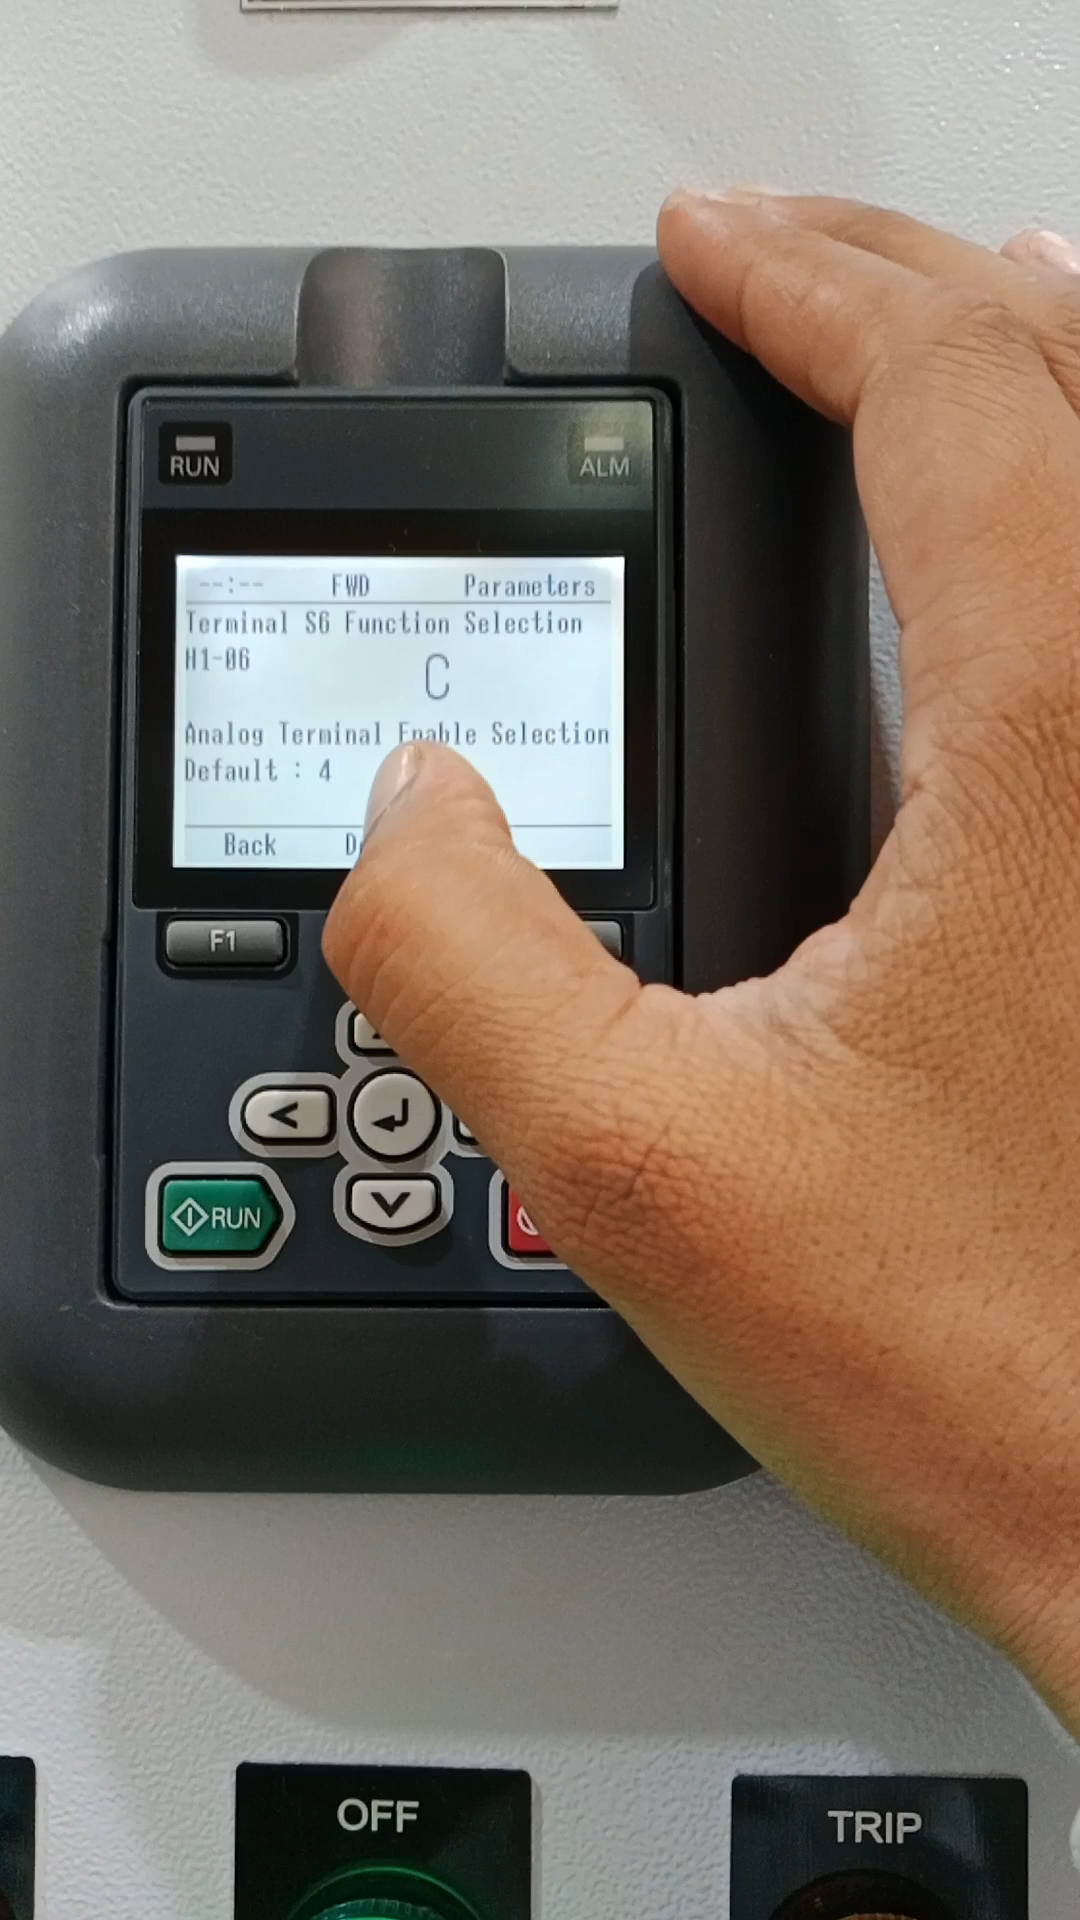 RUN
ALM
--:-- FWD Parameters
Terminal S6 Function Selection
H1-06
C
Analog Terminal Enable Selection
Default : 4
Back
F1
RUN
OFF
TRIP